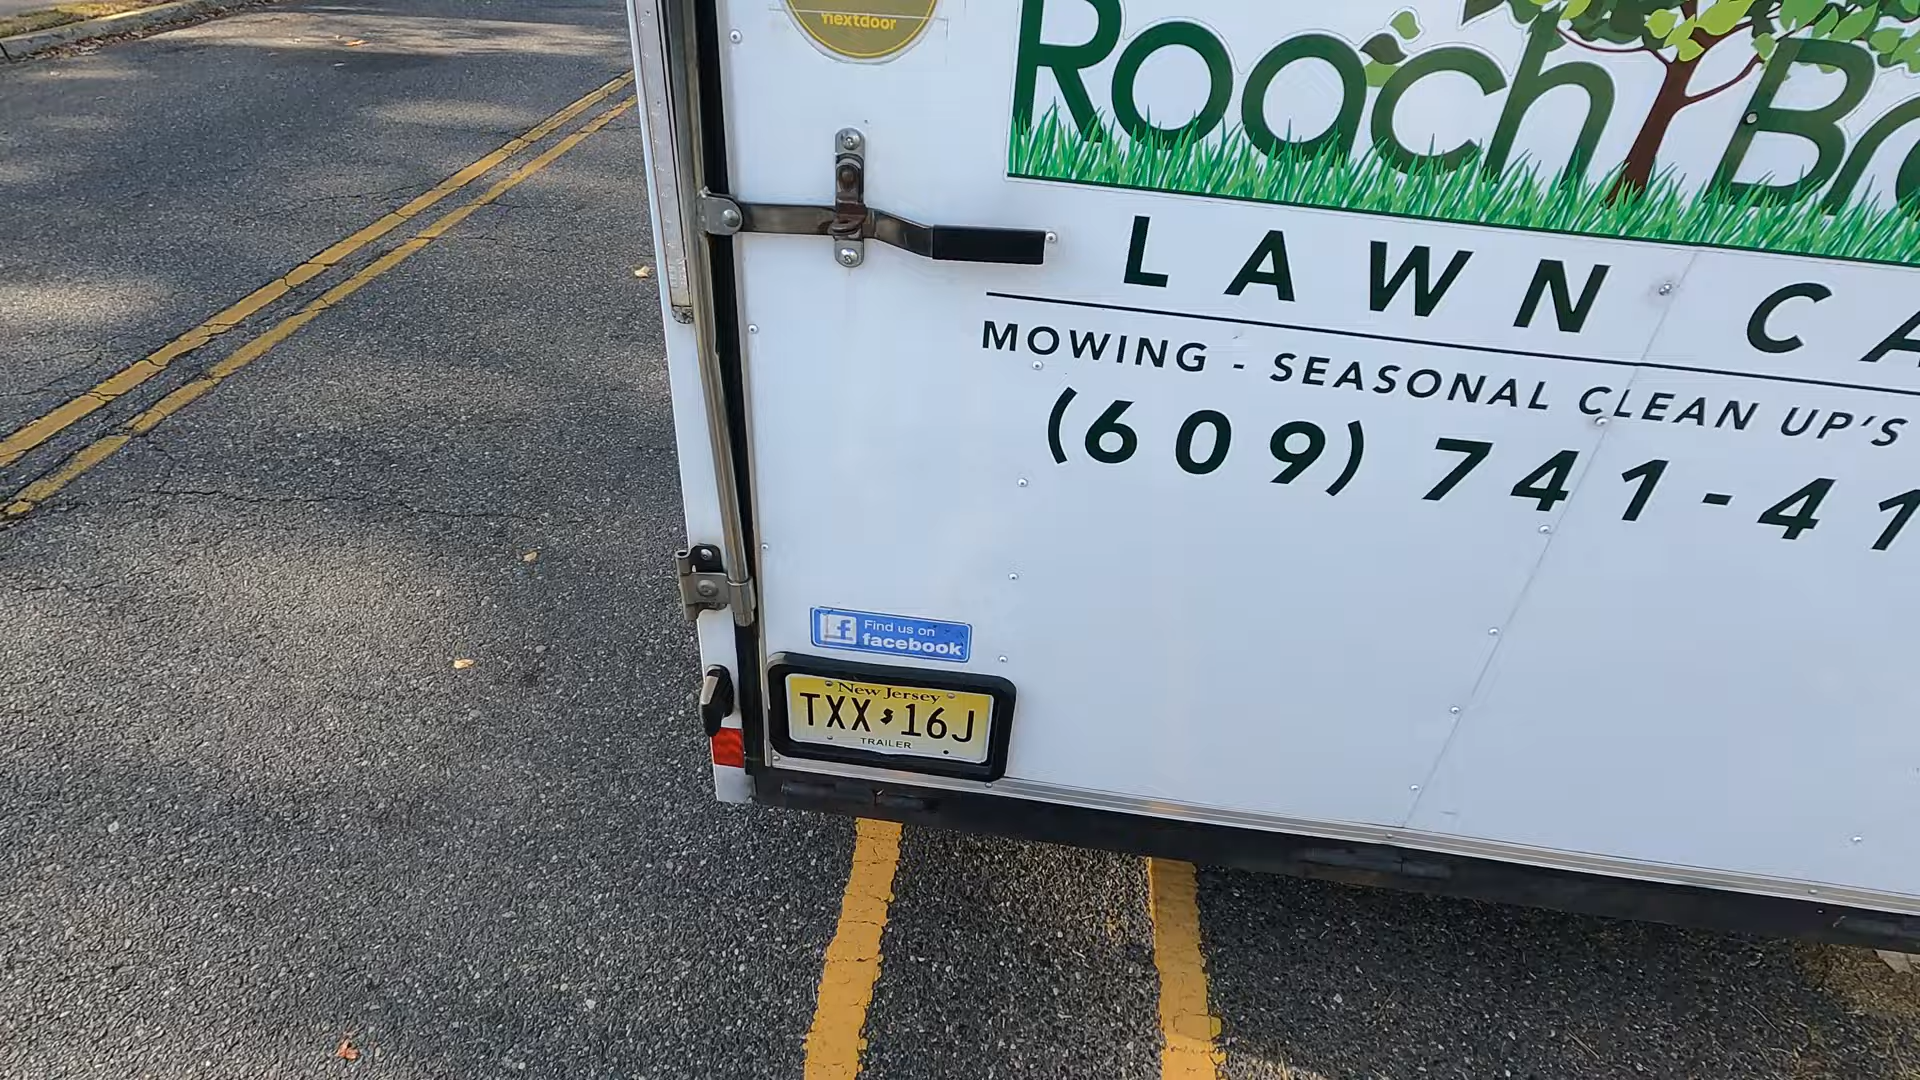 nextdoor
Roach Br
LAWN CA
MOWING - SEASONAL CLEAN UP'S
(609) 741-41
Find us on
facebook
New Jersey
TXX 16J
TRAILER